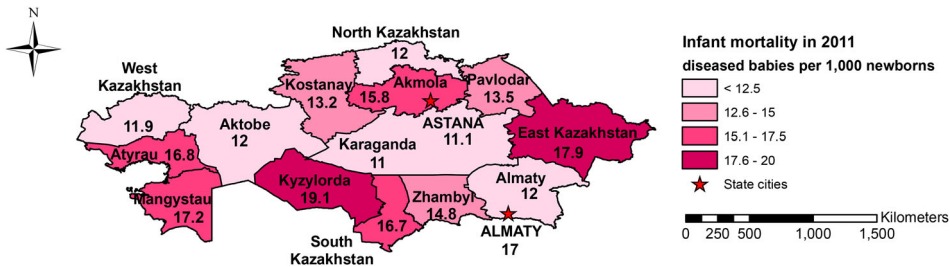 N
North Kazakhstan
12
West
Kazakhstan
11.9
Kostanay
13.2
Akmola
15.8
Pavlodar
13.5
Aktobe
12
ASTANA
11.1
East Kazakhstan
17.9
Karaganda
11
Atyrau
16.8
Mangystau
17.2
Kyzylorda
19.1
Zhambyl
14.8
Almaty
12
16.7
South
Kazakhstan
ALMATY
17
Infant mortality in 2011
diseased babies per 1,000 newborns
< 12.5
12.6 - 15
15.1 - 17.5
17.6 - 20
State cities
Kilometers
0 250 500 1,000 1,500